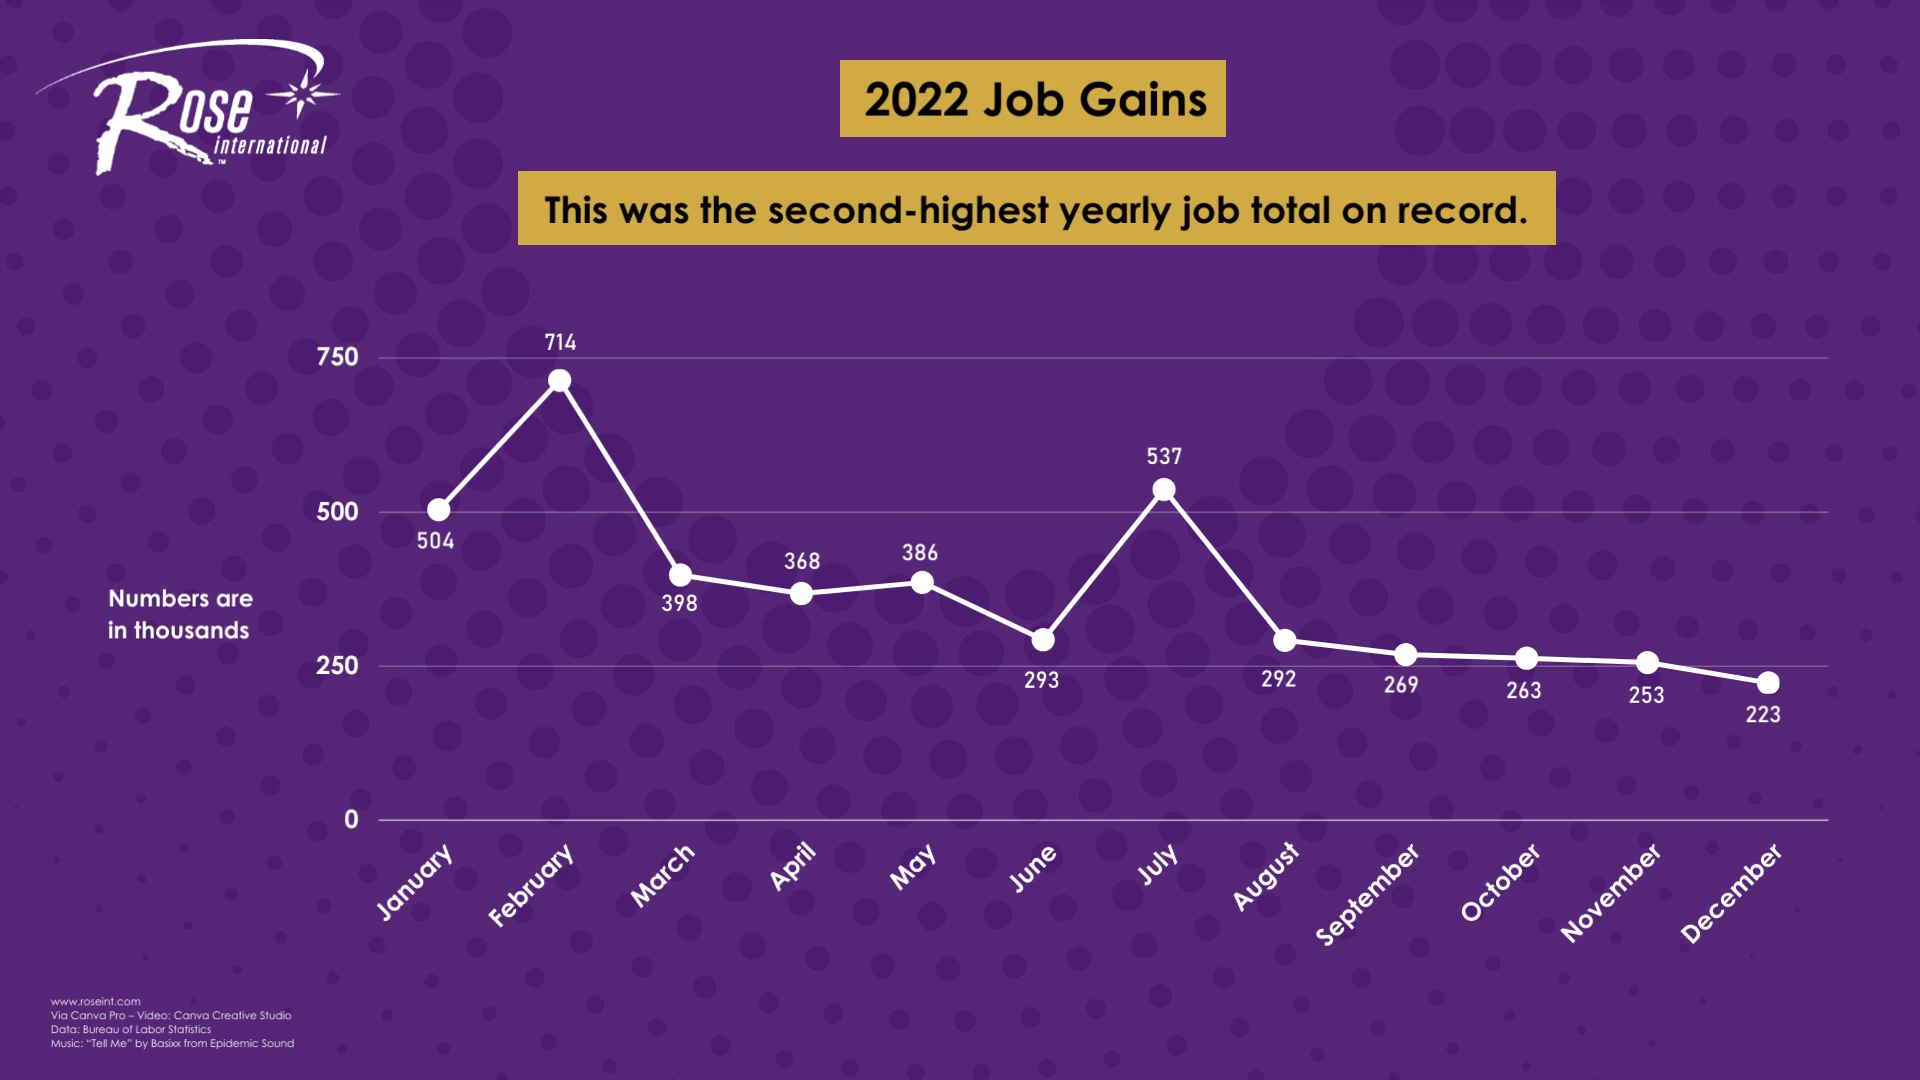 Rose
international
™
2022 Job Gains
This was the second-highest yearly job total on record.
750
500
250
0
Numbers are
in thousands
504
714
398
368
386
293
537
292
269
263
253
223
January
February
March
April
May
June
July
August
September
October
November
December
www.roseint.com
Via Canva Pro – Video: Canva Creative Studio
Data: Bureau of Labor Statistics
Music: “Tell Me” by Basixx from Epidemic Sound